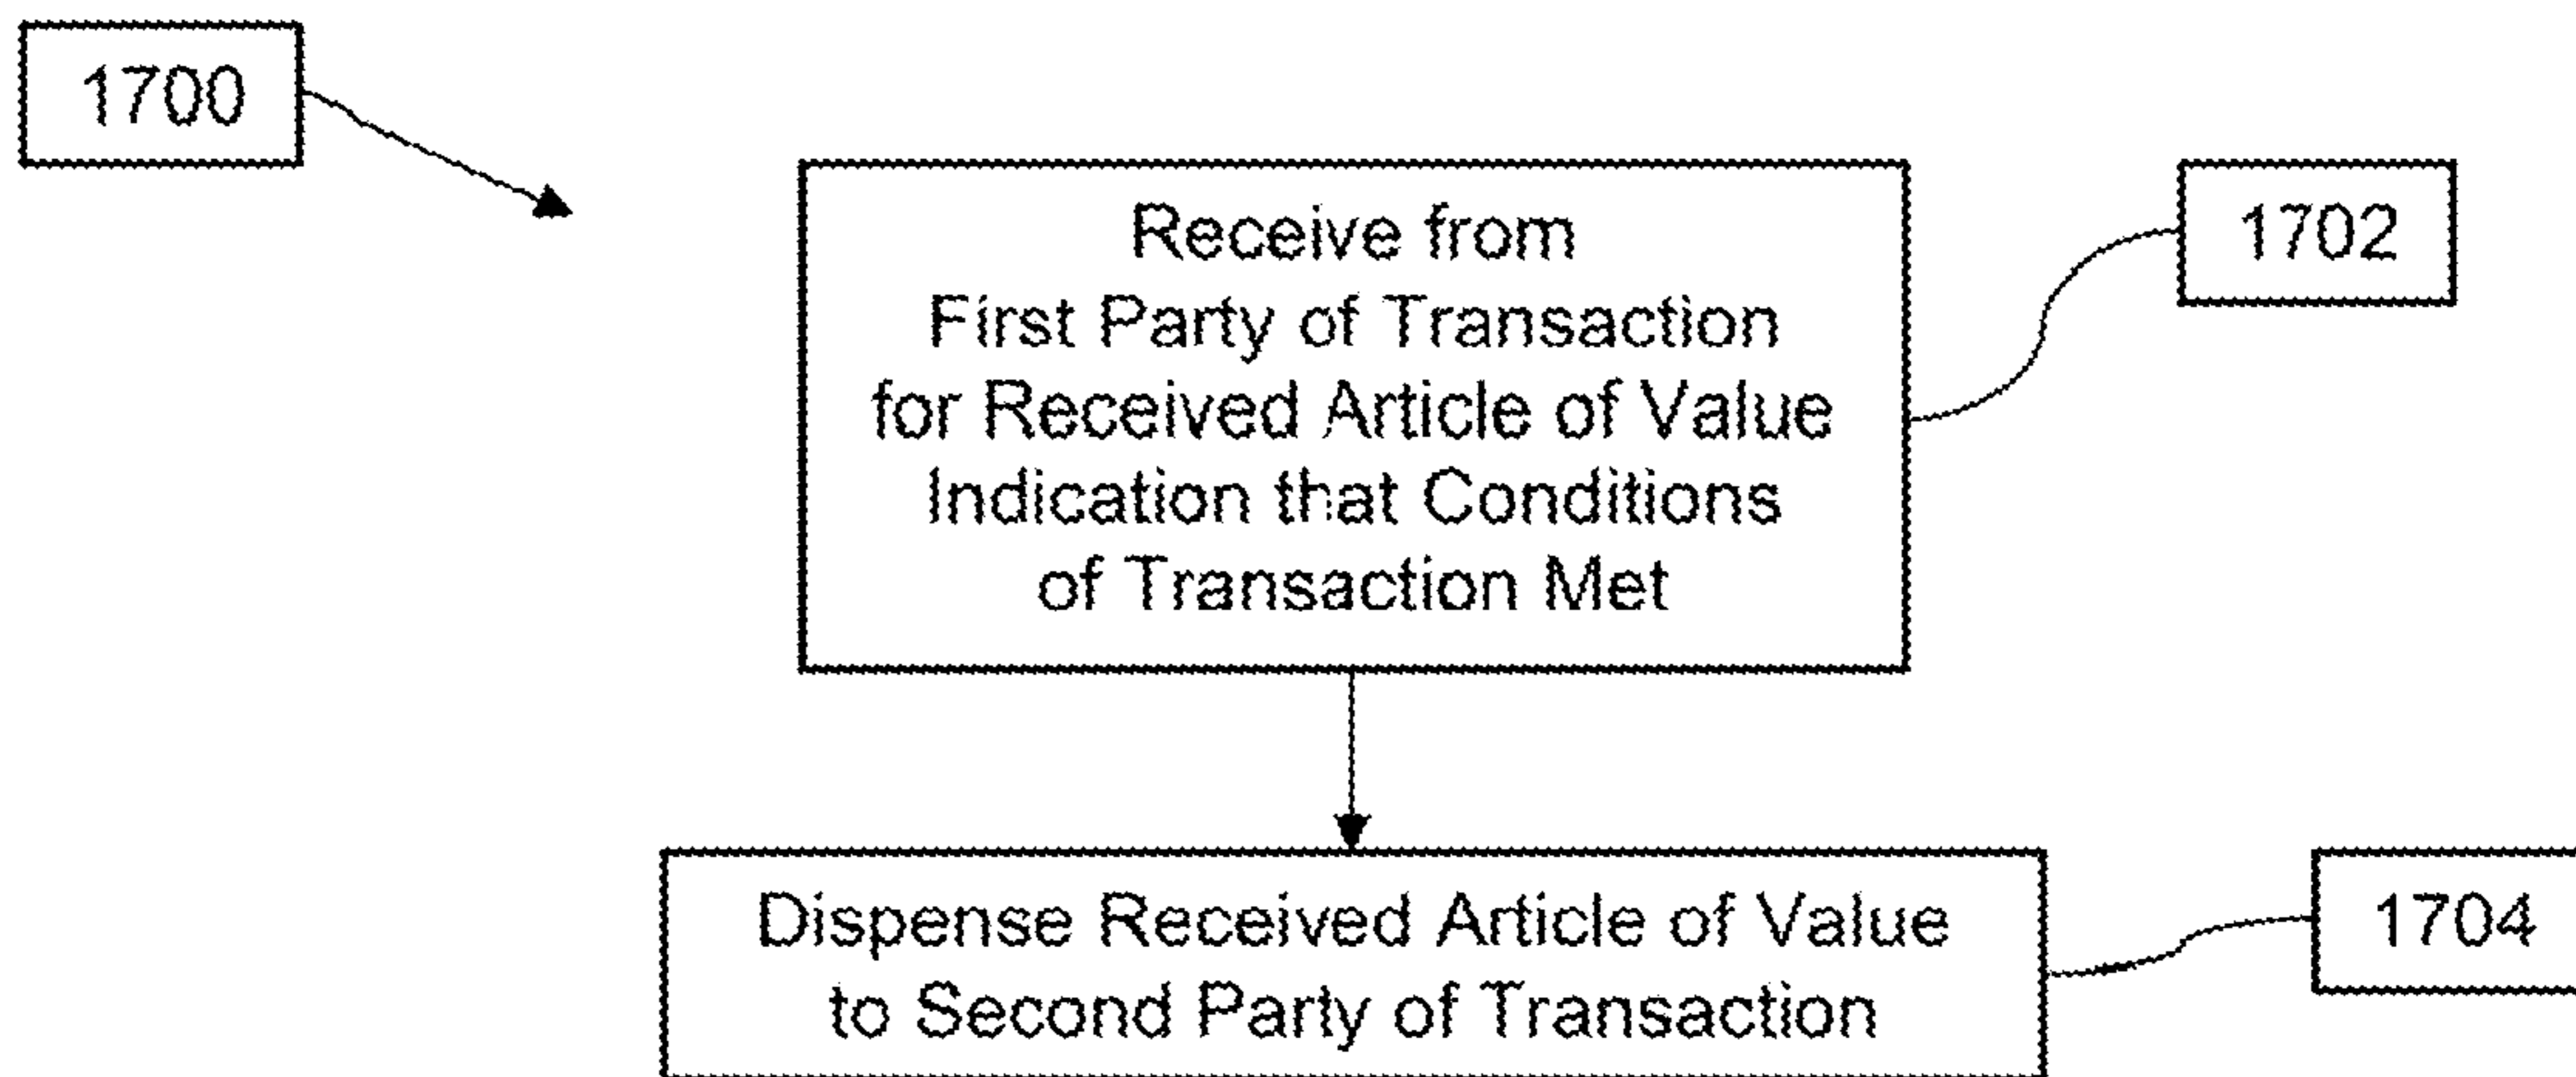 1700
Receive from
First Party of Transaction
for Received Article of Value
Indication that Conditions
of Transaction Met
1702
Dispense Received Article of Value
to Second Party of Transaction
1704